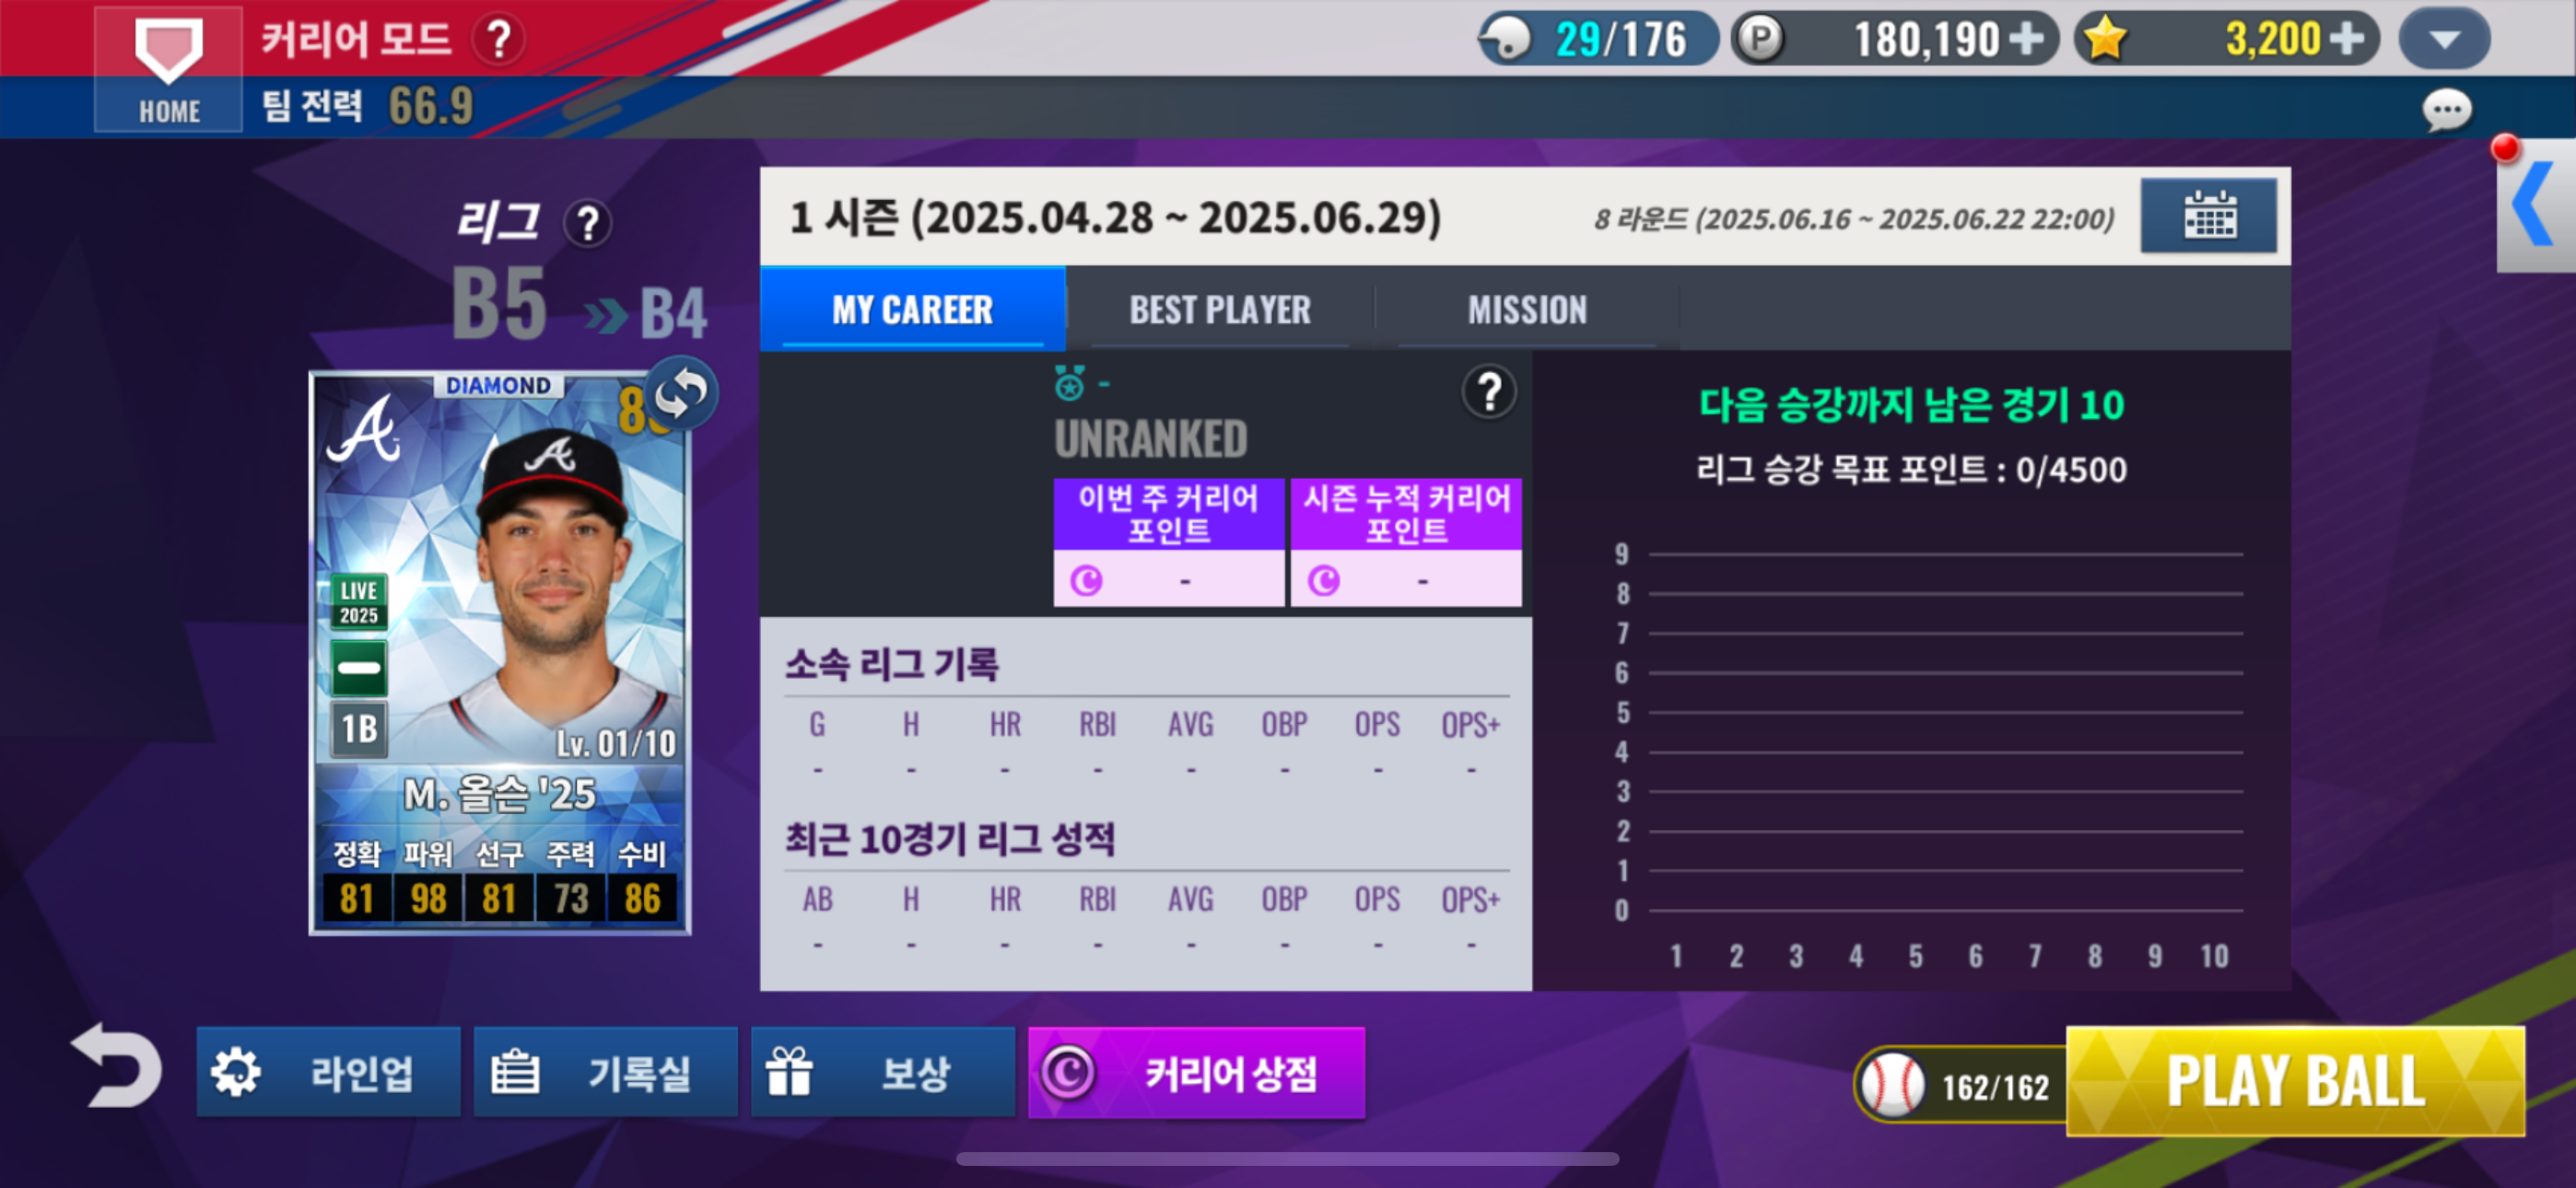 커리어 모드 ?
29/176
P 180,190 +
3,200 +
HOME
팀 전력 66.9
리그 ?
B5 >> B4
DIAMOND
A
LIVE
2025
1B
Lv. 01/10
M. 올슨 '25
정확 파워 선구 주력 수비
81 98 81 73 86
1 시즌 (2025.04.28 ~ 2025.06.29)
8 라운드 (2025.06.16 ~ 2025.06.22 22:00)
MY CAREER
BEST PLAYER
MISSION
-
UNRANKED
?
이번 주 커리어
포인트
C -
시즌 누적 커리어
포인트
C -
소속 리그 기록
G H HR RBI AVG OBP OPS OPS+
- - - - - - - -
최근 10경기 리그 성적
AB H HR RBI AVG OBP OPS OPS+
- - - - - - - -
다음 승강까지 남은 경기 10
리그 승강 목표 포인트 : 0/4500
9
8
7
6
5
4
3
2
1
0
1 2 3 4 5 6 7 8 9 10
라인업
기록실
보상
C 커리어 상점
162/162
PLAY BALL